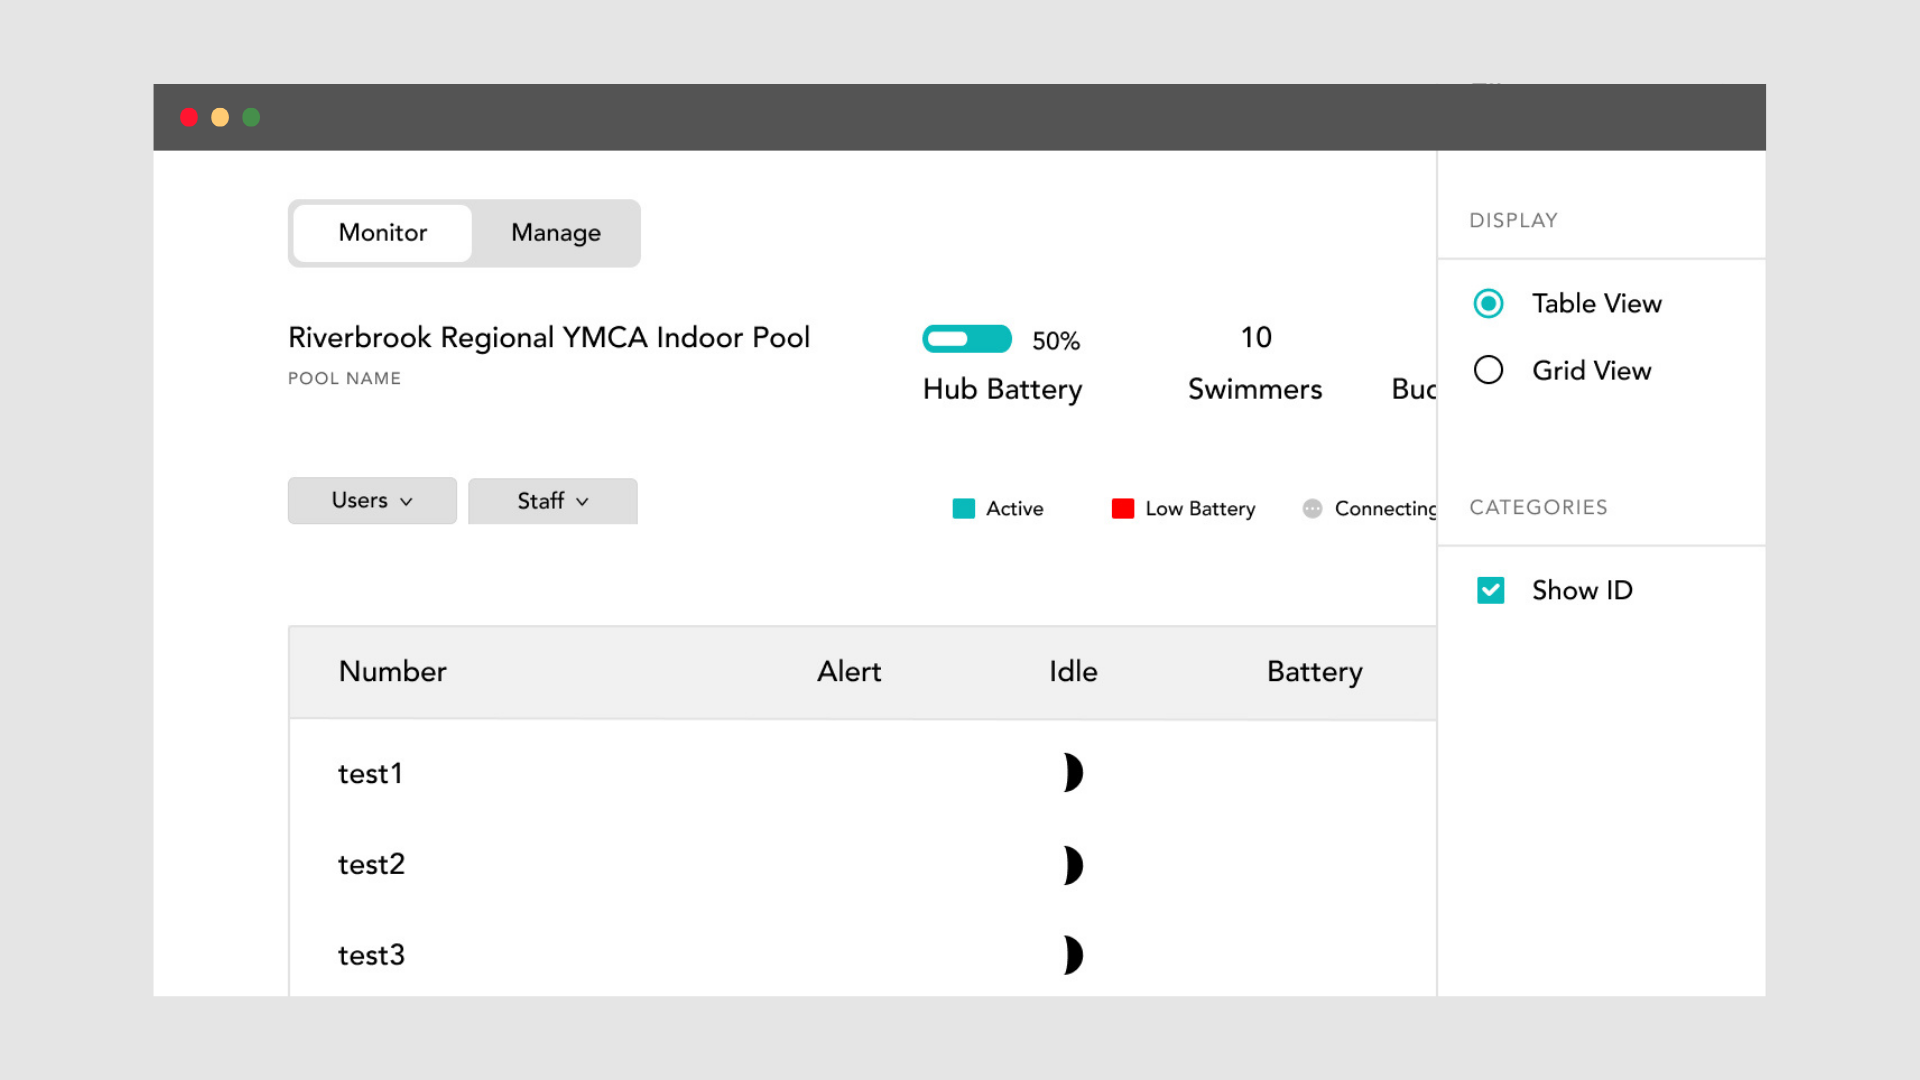 Monitor Manage
DISPLAY
Table View
Grid View
Riverbrook Regional YMCA Indoor Pool
POOL NAME
50%
Hub Battery
10
Swimmers
Buc
Users
Staff
Active
Low Battery
Connecting
CATEGORIES
Show ID
Number Alert Idle Battery
test1
test2
test3